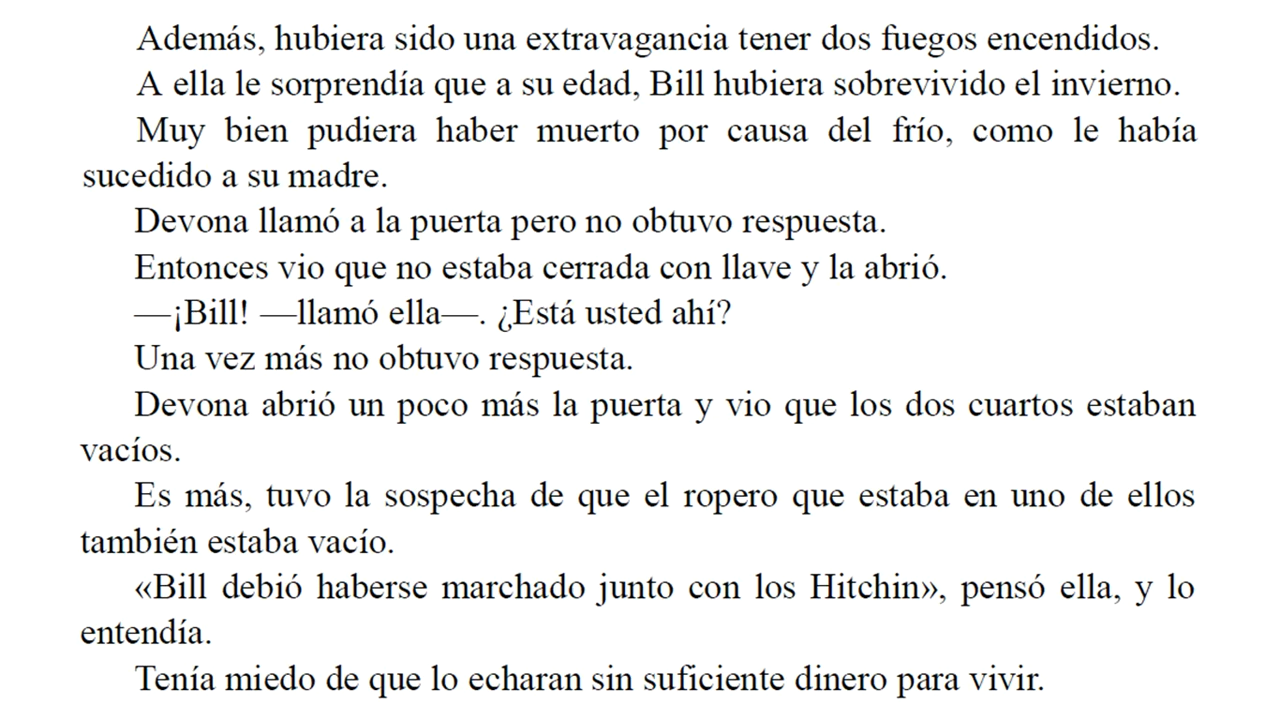 Además, hubiera sido una extravagancia tener dos fuegos encendidos.
A ella le sorprendía que a su edad, Bill hubiera sobrevivido el invierno.
Muy bien pudiera haber muerto por causa del frío, como le había
sucedido a su madre.
Devona llamó a la puerta pero no obtuvo respuesta.
Entonces vio que no estaba cerrada con llave y la abrió.
—¡Bill! —llamó ella—. ¿Está usted ahí?
Una vez más no obtuvo respuesta.
Devona abrió un poco más la puerta y vio que los dos cuartos estaban
vacíos.
Es más, tuvo la sospecha de que el ropero que estaba en uno de ellos
también estaba vacío.
«Bill debió haberse marchado junto con los Hitchin», pensó ella, y lo
entendía.
Tenía miedo de que lo echaran sin suficiente dinero para vivir.